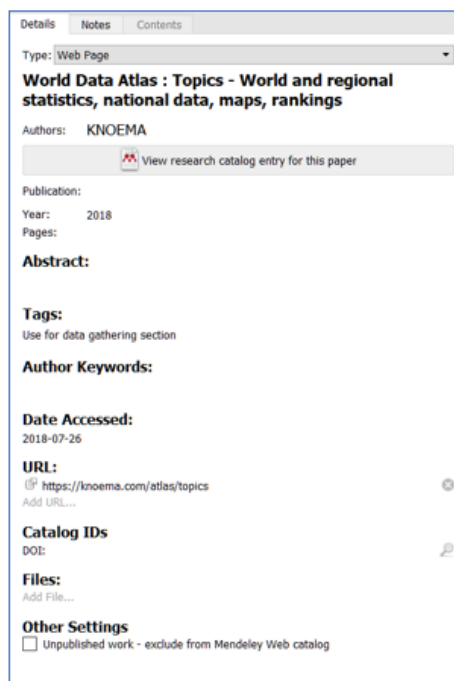 Details Notes Contents
Type: Web Page
World Data Atlas : Topics - World and regional
statistics, national data, maps, rankings
Authors: KNOEMA
View research catalog entry for this paper
Publication:
Year: 2018
Pages:
Abstract:
Tags:
Use for data gathering section
Author Keywords:
Date Accessed:
2018-07-26
URL:
https://knoema.com/atlas/topics
Add URL...
Catalog IDs
DOI:
Files:
Add File...
Other Settings
Unpublished work - exclude from Mendeley Web catalog